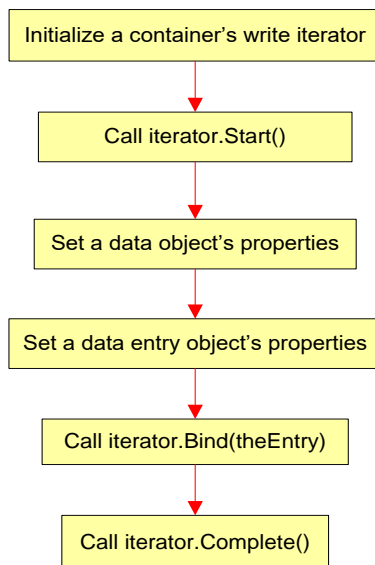 Initialize a container’s write iterator
Call iterator.Start()
Set a data object’s properties
Set a data entry object’s properties
Call iterator.Bind(theEntry)
Call iterator.Complete()